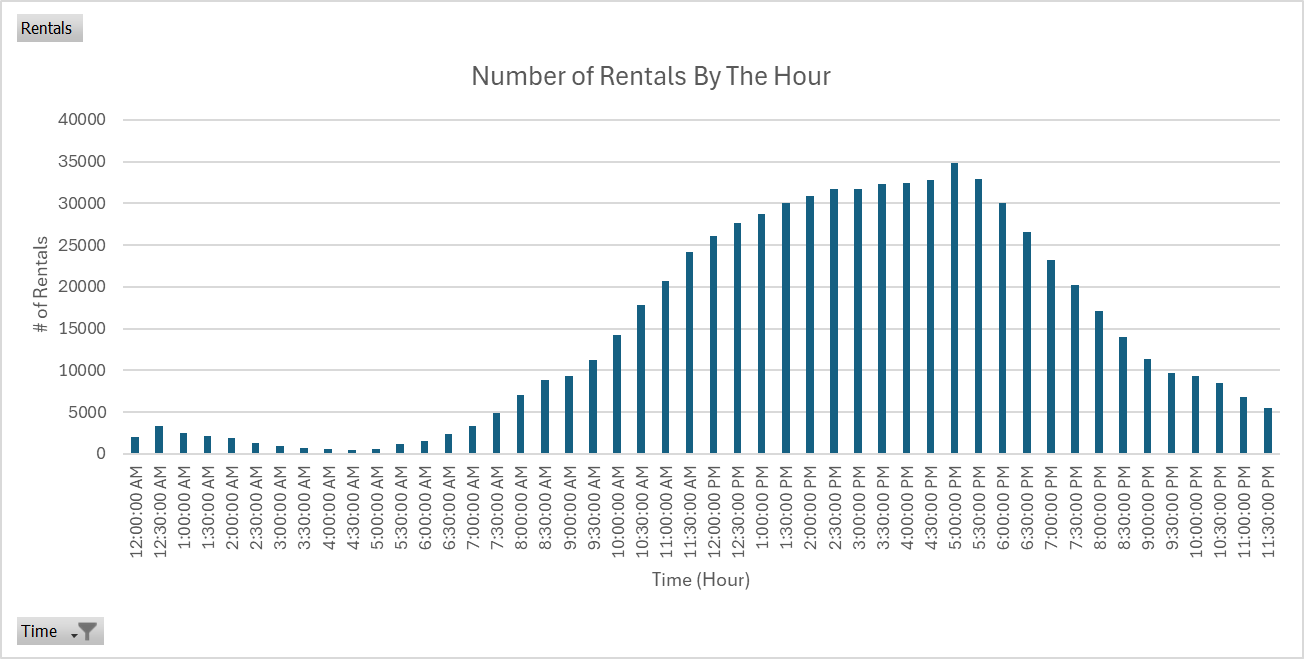 Rentals
Number of Rentals By The Hour
40000
35000
30000
25000
20000
15000
10000
5000
0
# of Rentals
12:00:00 AM
12:30:00 AM
1:00:00 AM
1:30:00 AM
2:00:00 AM
2:30:00 AM
3:00:00 AM
3:30:00 AM
4:00:00 AM
4:30:00 AM
5:00:00 AM
5:30:00 AM
6:00:00 AM
6:30:00 AM
7:00:00 AM
7:30:00 AM
8:00:00 AM
8:30:00 AM
9:00:00 AM
9:30:00 AM
10:00:00 AM
10:30:00 AM
11:00:00 AM
11:30:00 AM
12:00:00 PM
12:30:00 PM
1:00:00 PM
1:30:00 PM
2:00:00 PM
2:30:00 PM
3:00:00 PM
3:30:00 PM
4:00:00 PM
4:30:00 PM
5:00:00 PM
5:30:00 PM
6:00:00 PM
6:30:00 PM
7:00:00 PM
7:30:00 PM
8:00:00 PM
8:30:00 PM
9:00:00 PM
9:30:00 PM
10:00:00 PM
10:30:00 PM
11:00:00 PM
11:30:00 PM
Time (Hour)
Time